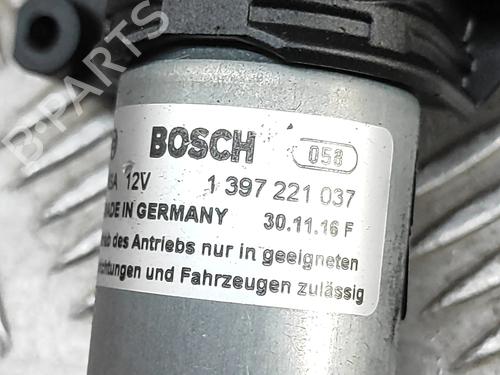 BOSCH 058
12V 1 397 221 037
MADE IN GERMANY 30.11.16 F
des Antriebs nur in geeigneten
und Fahrzeugen zulässig
B-PARTS